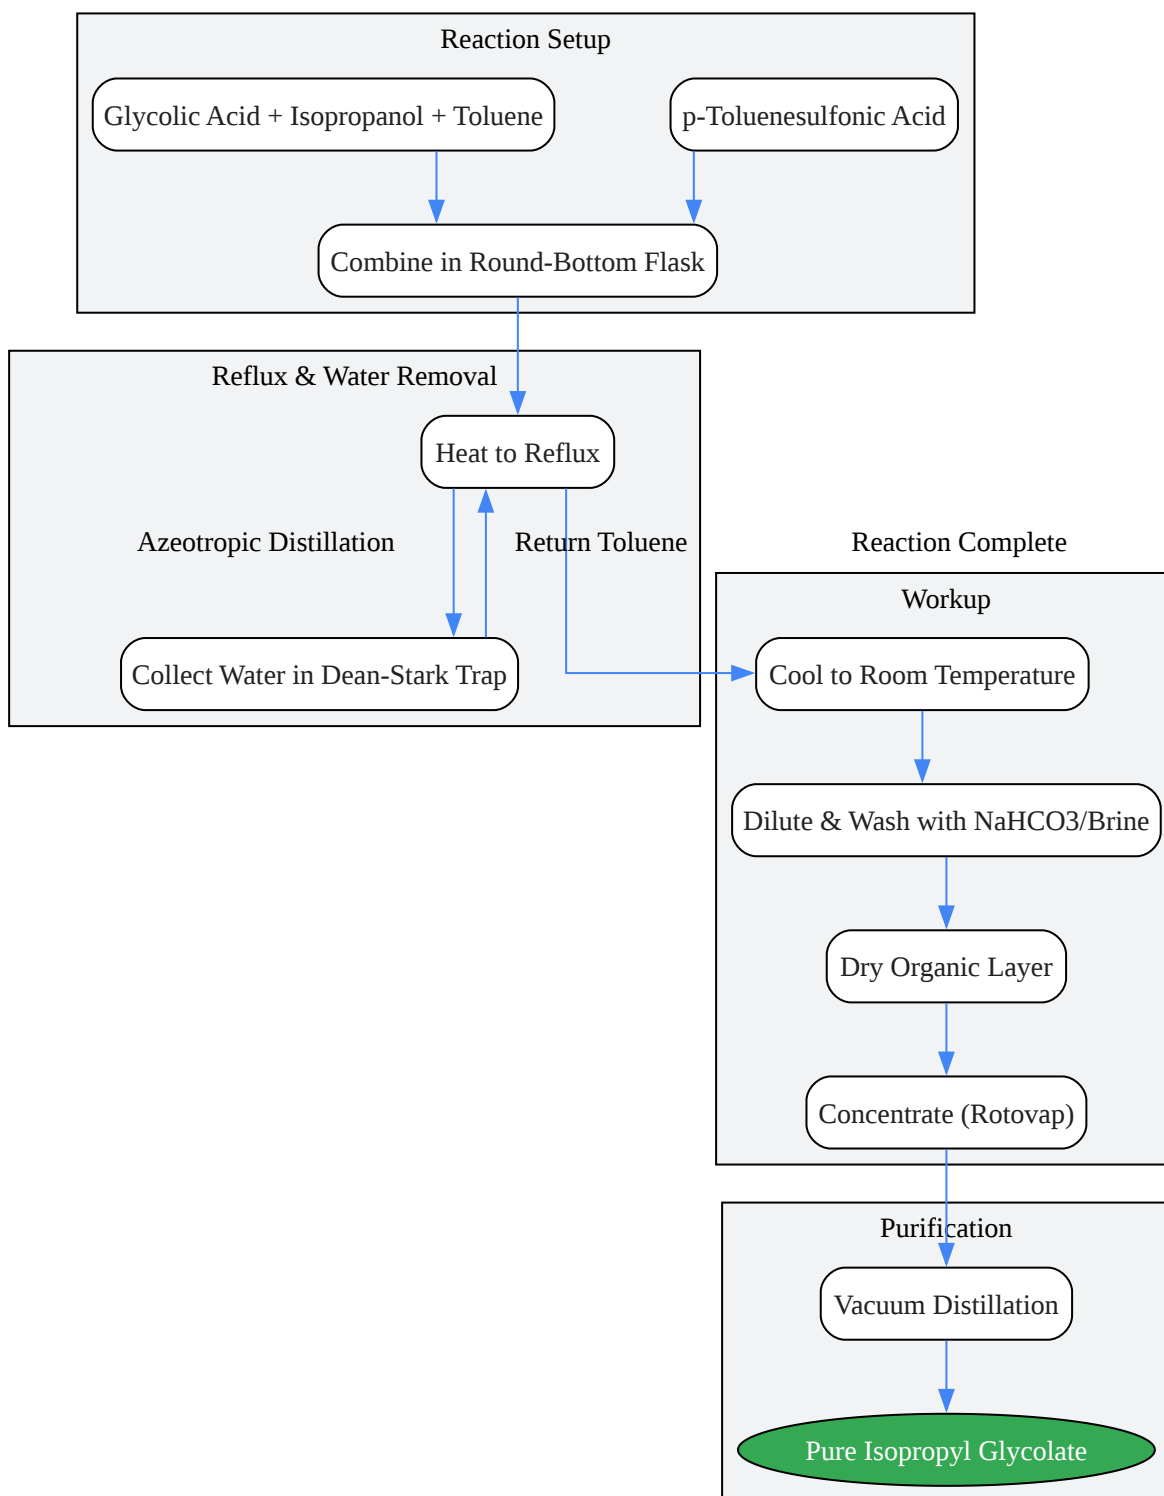 Reaction Setup
Glycolic Acid + Isopropanol + Toluene
p-Toluenesulfonic Acid
Combine in Round-Bottom Flask
Reflux & Water Removal
Heat to Reflux
Azeotropic Distillation
Return Toluene
Reaction Complete
Collect Water in Dean-Stark Trap
Workup
Cool to Room Temperature
Dilute & Wash with NaHCO3/Brine
Dry Organic Layer
Concentrate (Rotovap)
Purification
Vacuum Distillation
Pure Isopropyl Glycolate